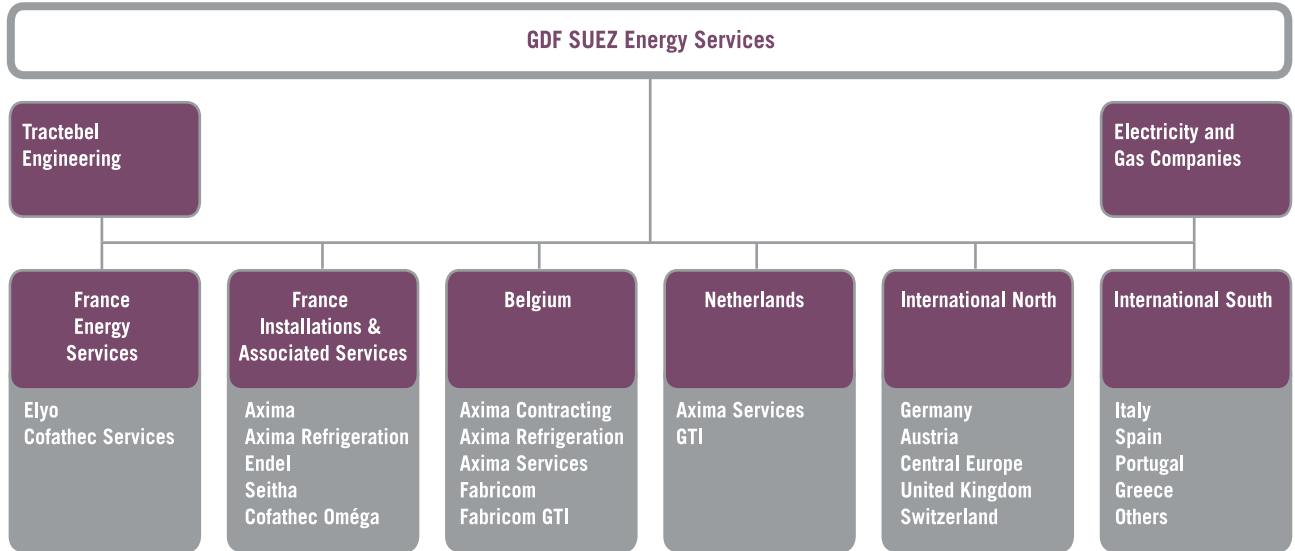 GDF SUEZ Energy Services
Tractebel
Engineering
Electricity and
Gas Companies
France
Energy
Services
Elyo
Cofathec Services
France
Installations &
Associated Services
Axima
Axima Refrigeration
Endel
Seitha
Cofathec Oméga
Belgium
Axima Contracting
Axima Refrigeration
Axima Services
Fabricom
Fabricom GTI
Netherlands
Axima Services
GTI
International North
Germany
Austria
Central Europe
United Kingdom
Switzerland
International South
Italy
Spain
Portugal
Greece
Others